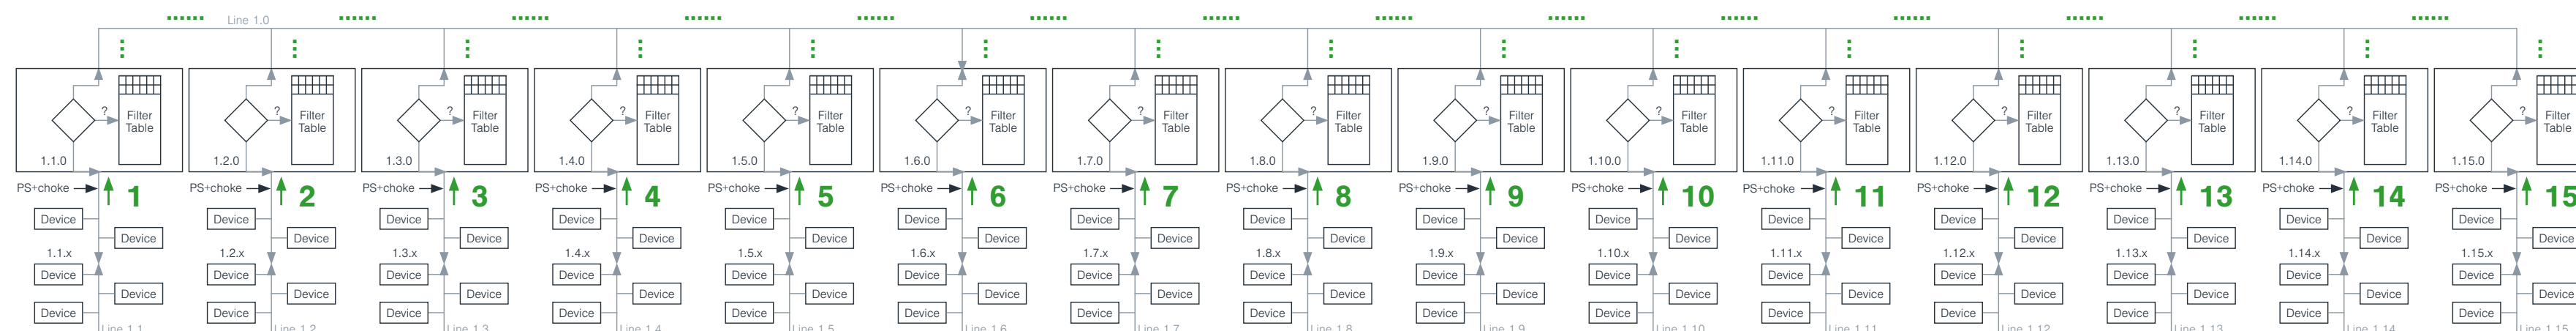 Line 1.0
? Filter Table ? Filter Table ? Filter Table ? Filter Table ? Filter Table ? Filter Table ? Filter Table ? Filter Table ? Filter Table ? Filter Table ? Filter Table ? Filter Table ? Filter Table ? Filter Table ? Filter Table
1.1.0 1.2.0 1.3.0 1.4.0 1.5.0 1.6.0 1.7.0 1.8.0 1.9.0 1.10.0 1.11.0 1.12.0 1.13.0 1.14.0 1.15.0
PS+choke 1 PS+choke 2 PS+choke 3 PS+choke 4 PS+choke 5 PS+choke 6 PS+choke 7 PS+choke 8 PS+choke 9 PS+choke 10 PS+choke 11 PS+choke 12 PS+choke 13 PS+choke 14 PS+choke 15
Device Device Device Device Device Device Device Device Device Device Device Device Device Device Device
Device Device Device Device Device Device Device Device Device Device Device Device Device Device Device
1.1.x 1.2.x 1.3.x 1.4.x 1.5.x 1.6.x 1.7.x 1.8.x 1.9.x 1.10.x 1.11.x 1.12.x 1.13.x 1.14.x 1.15.x
Device Device Device Device Device Device Device Device Device Device Device Device Device Device Device
Device Device Device Device Device Device Device Device Device Device Device Device Device Device Device
Device Device Device Device Device Device Device Device Device Device Device Device Device Device Device
Line 1.1 Line 1.2 Line 1.3 Line 1.4 Line 1.5 Line 1.6 Line 1.7 Line 1.8 Line 1.9 Line 1.10 Line 1.11 Line 1.12 Line 1.13 Line 1.14 Line 1.15